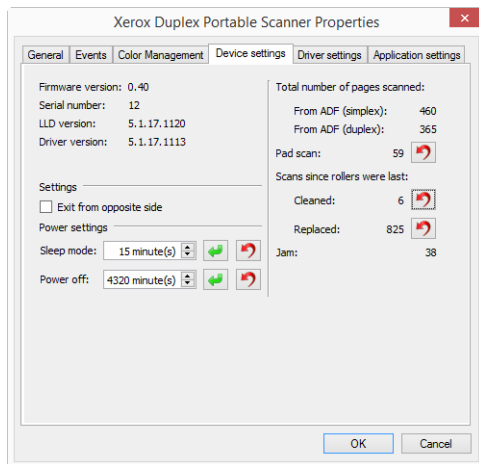 Xerox Duplex Portable Scanner Properties
General Events Color Management Device settings Driver settings Application settings
Firmware version: 0.40
Serial number: 12
LLD version: 5.1.17.1120
Driver version: 5.1.17.1113
Settings
Exit from opposite side
Power settings
Sleep mode: 15 minute(s)
Power off: 4320 minute(s)
Total number of pages scanned:
From ADF (simplex): 460
From ADF (duplex): 365
Pad scan: 59
Scans since rollers were last:
Cleaned: 6
Replaced: 825
Jam: 38
OK Cancel